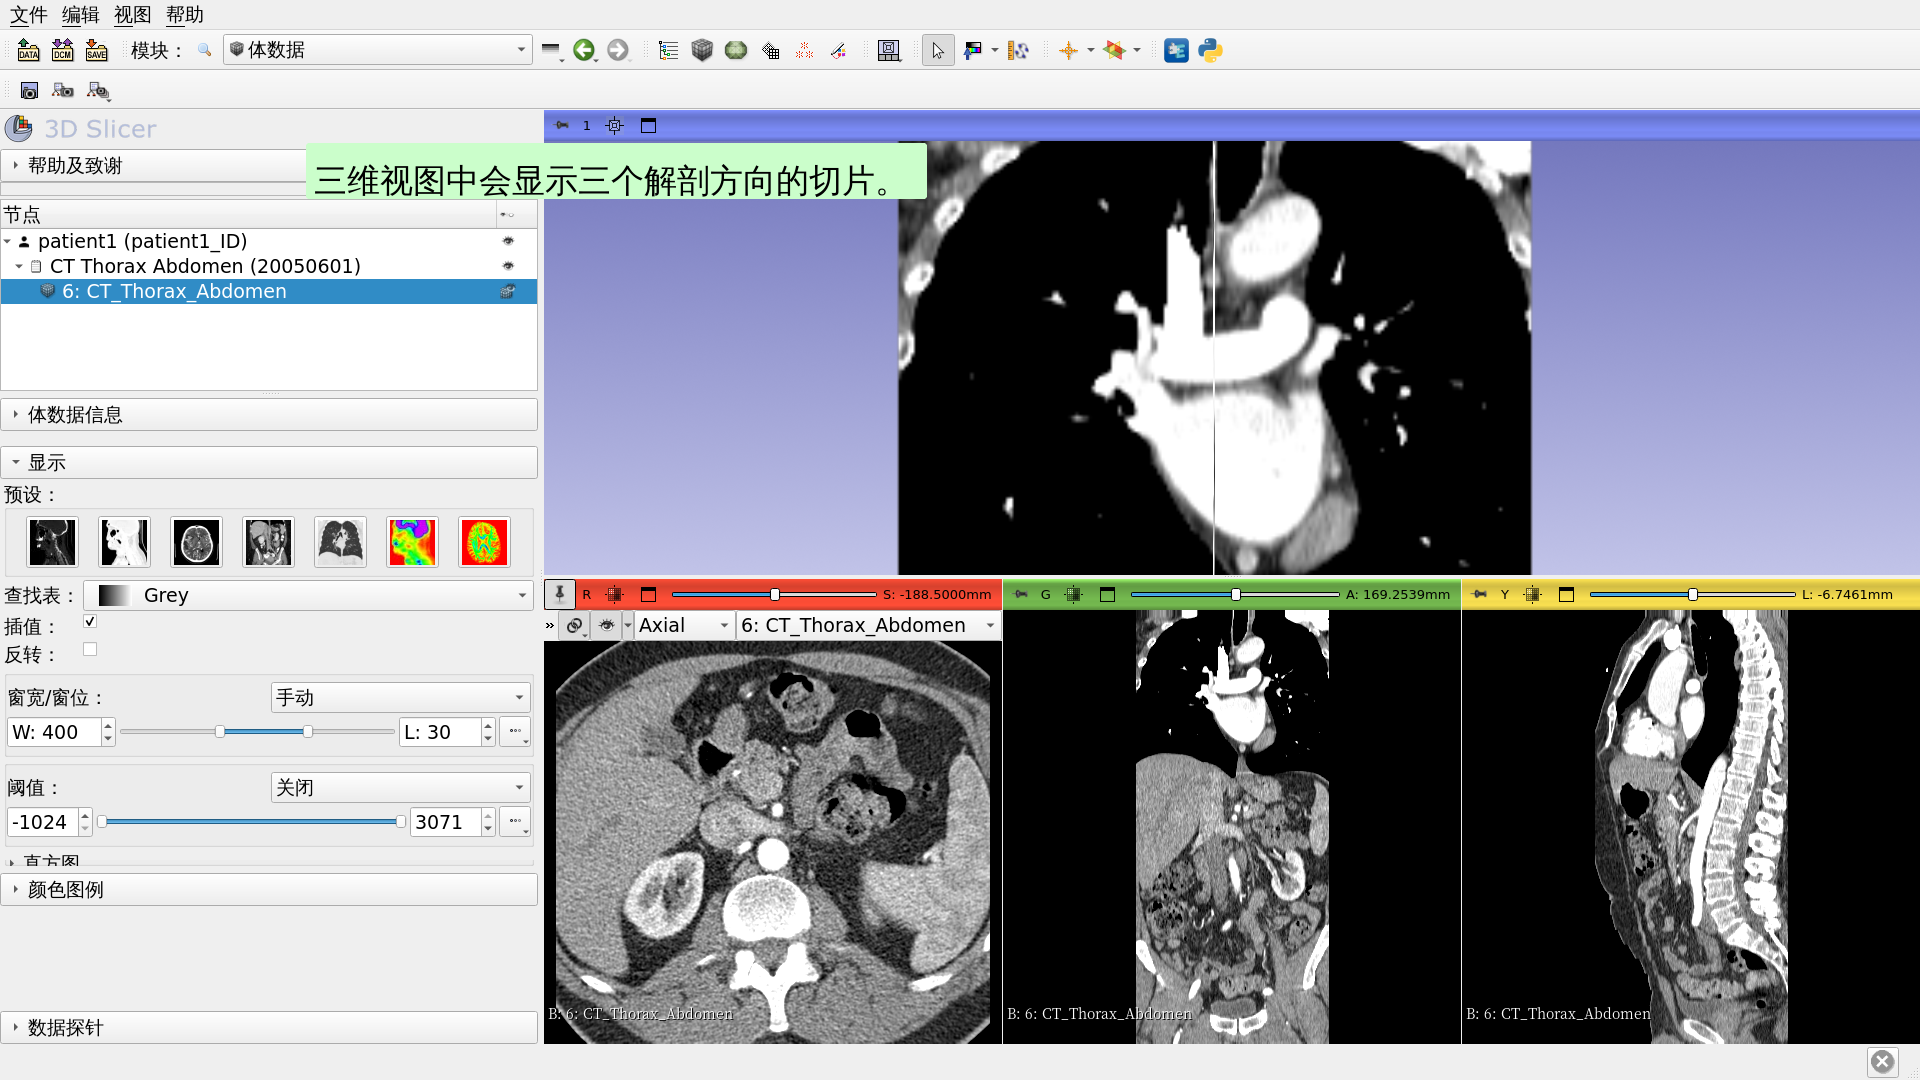 文件 编辑 视图 帮助
DATA DCM SAVE 模块： 体数据
3D Slicer
帮助及致谢
三维视图中会显示三个解剖方向的切片。
1
节点
patient1 (patient1_ID)
CT Thorax Abdomen (20050601)
6: CT_Thorax_Abdomen
体数据信息
显示
预设：
查找表： Grey
插值：
反转：
窗宽/窗位： 手动
W: 400 L: 30
阈值： 关闭
-1024 3071
直方图
颜色图例
数据探针
R S: -188.5000mm
G A: 169.2539mm
Y L: -6.7461mm
» Axial 6: CT_Thorax_Abdomen
B: 6: CT_Thorax_Abdomen
B: 6: CT_Thorax_Abdomen
B: 6: CT_Thorax_Abdomen